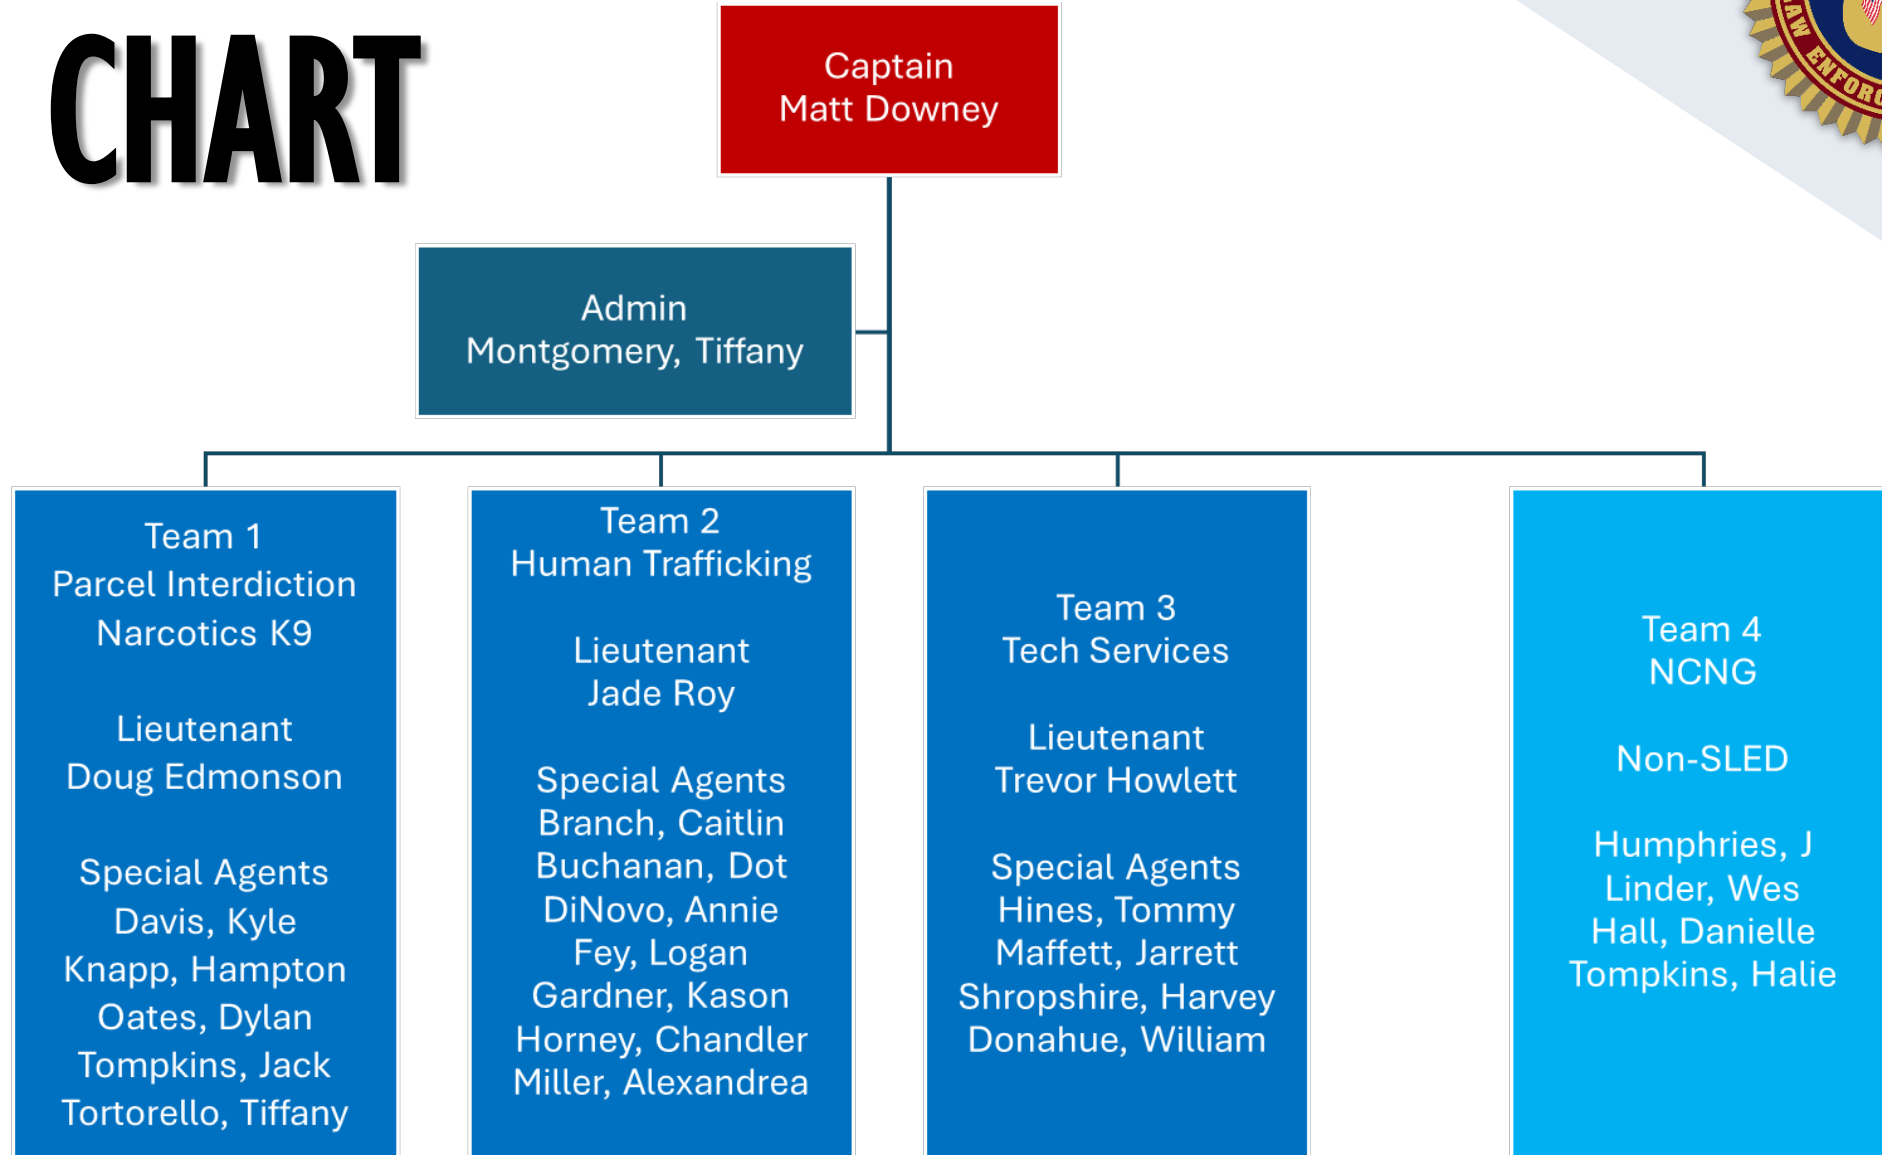 CHART
Captain
Matt Downey
LAW ENFORC
Admin
Montgomery, Tiffany
Team 1
Parcel Interdiction
Narcotics K9
Lieutenant
Doug Edmonson
Special Agents
Davis, Kyle
Knapp, Hampton
Oates, Dylan
Tompkins, Jack
Tortorello, Tiffany
Team 2
Human Trafficking
Lieutenant
Jade Roy
Special Agents
Branch, Caitlin
Buchanan, Dot
DiNovo, Annie
Fey, Logan
Gardner, Kason
Horney, Chandler
Miller, Alexandrea
Team 3
Tech Services
Lieutenant
Trevor Howlett
Special Agents
Hines, Tommy
Maffett, Jarrett
Shropshire, Harvey
Donahue, William
Team 4
NCNG
Non-SLED
Humphries, J
Linder, Wes
Hall, Danielle
Tompkins, Halie